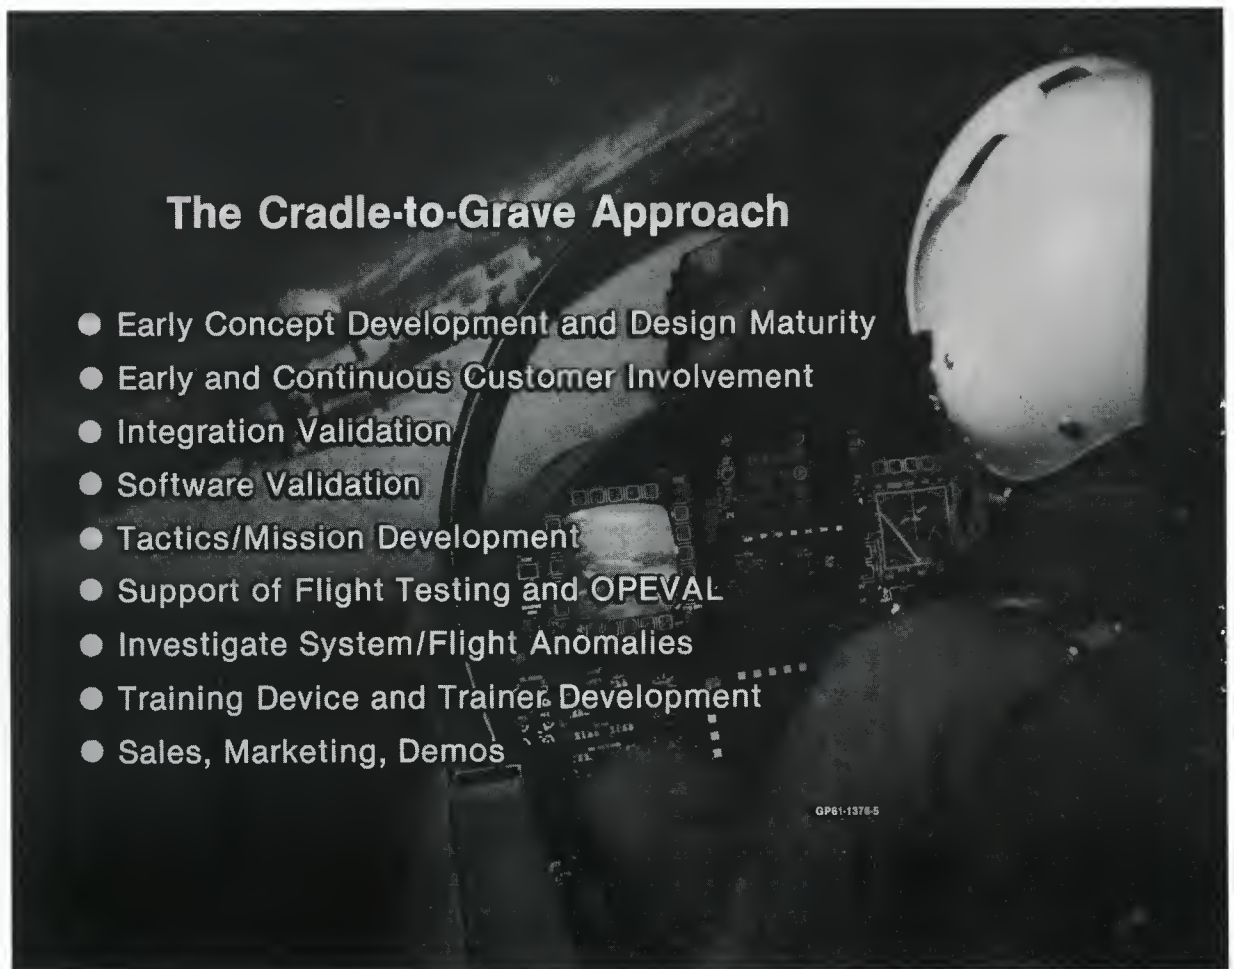 The Cradle-to-Grave Approach
● Early Concept Development and Design Maturity
● Early and Continuous Customer Involvement
● Integration Validation
● Software Validation
● Tactics/Mission Development
● Support of Flight Testing and OPEVAL
● Investigate System/Flight Anomalies
● Training Device and Trainer Development
● Sales, Marketing, Demos
GP61-1376-5